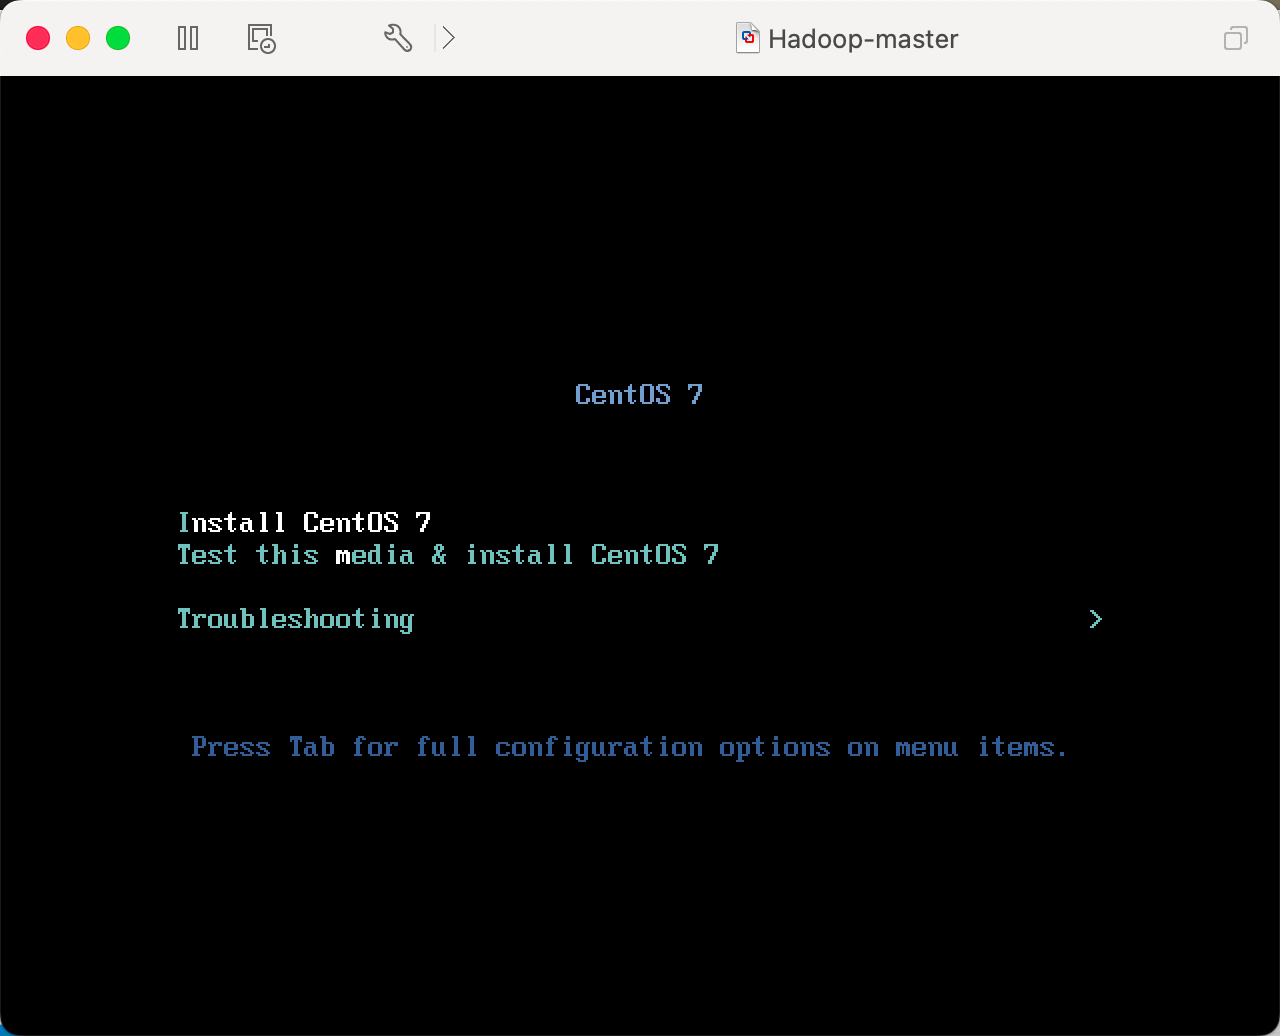 Hadoop-master
CentOS 7
Install CentOS 7
Test this media & install CentOS 7
Troubleshooting >
Press Tab for full configuration options on menu items.